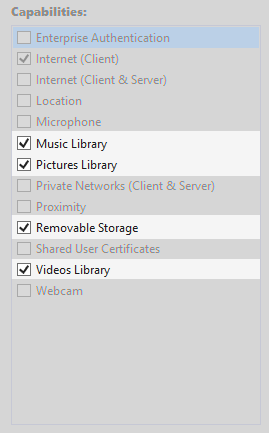 Capabilities:
Enterprise Authentication
Internet (Client)
Internet (Client & Server)
Location
Microphone
Music Library
Pictures Library
Private Networks (Client & Server)
Proximity
Removable Storage
Shared User Certificates
Videos Library
Webcam